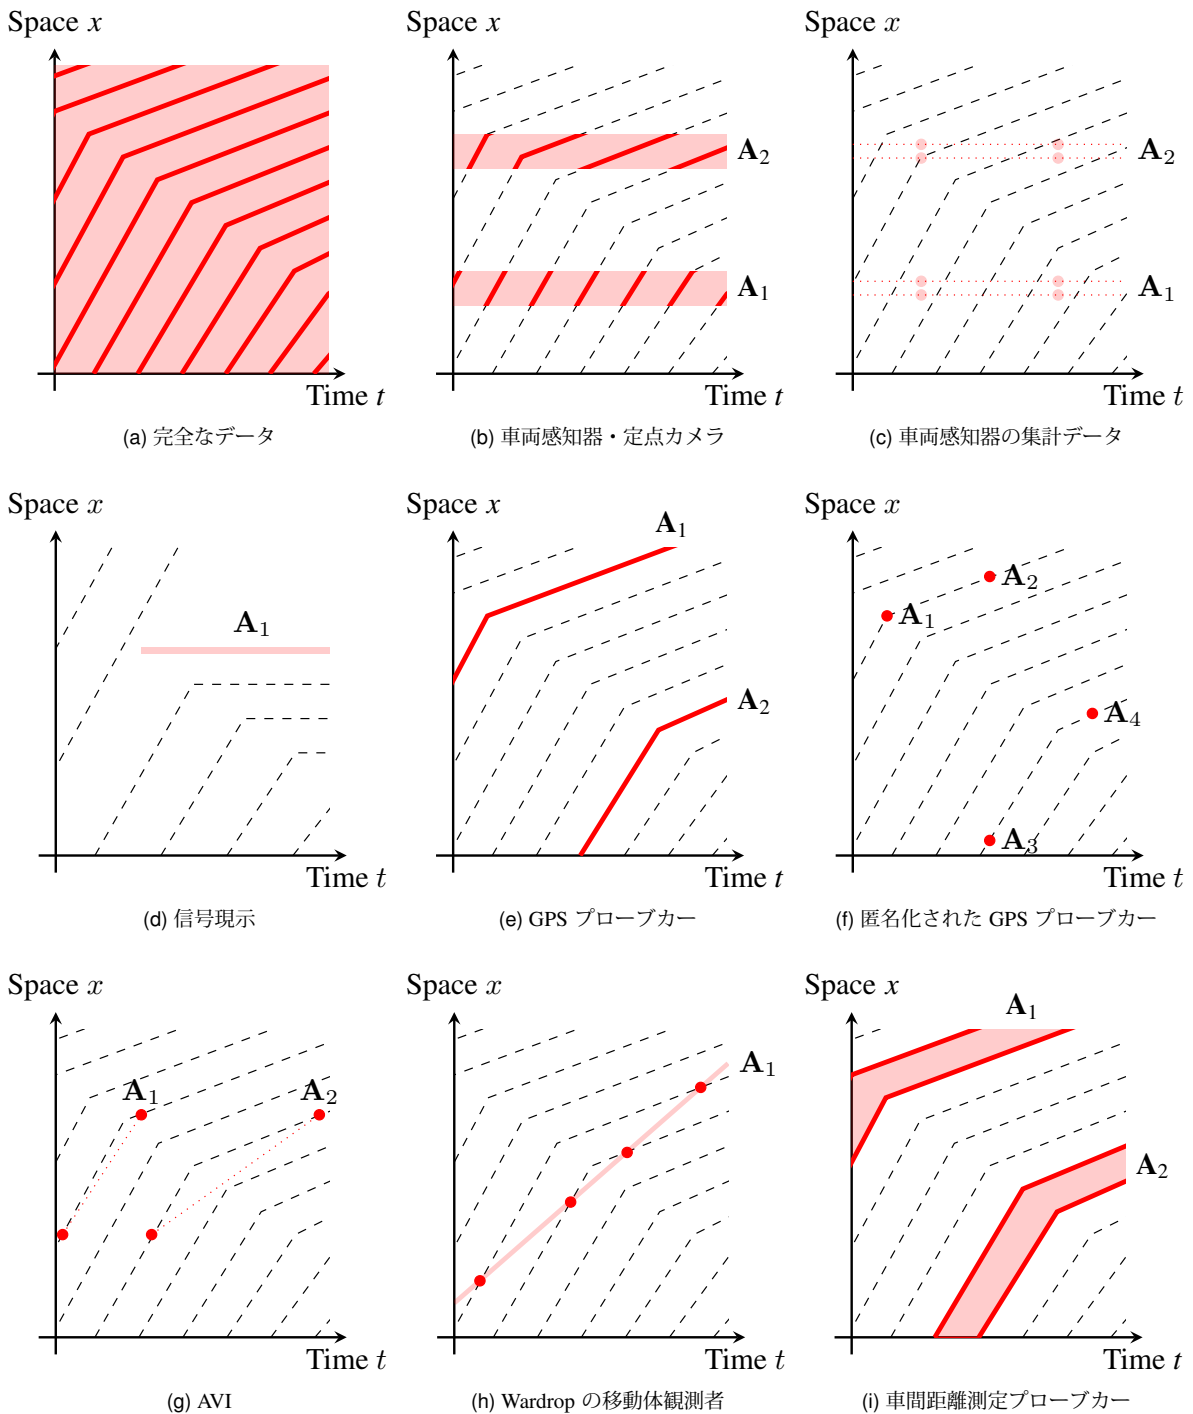 Space x
Space x
Space x
A₂
A₁
A₂
A₁
Time t
Time t
Time t
(a) 完全なデータ
(b) 車両感知器・定点カメラ
(c) 車両感知器の集計データ
Space x
Space x
Space x
A₁
A₁
A₂
A₂
A₁
A₄
A₃
Time t
Time t
Time t
(d) 信号現示
(e) GPS プローブカー
(f) 匿名化された GPS プローブカー
Space x
Space x
Space x
A₁
A₂
A₁
A₁
A₂
Time t
Time t
Time t
(g) AVI
(h) Wardrop の移動体観測者
(i) 車間距離測定プローブカー